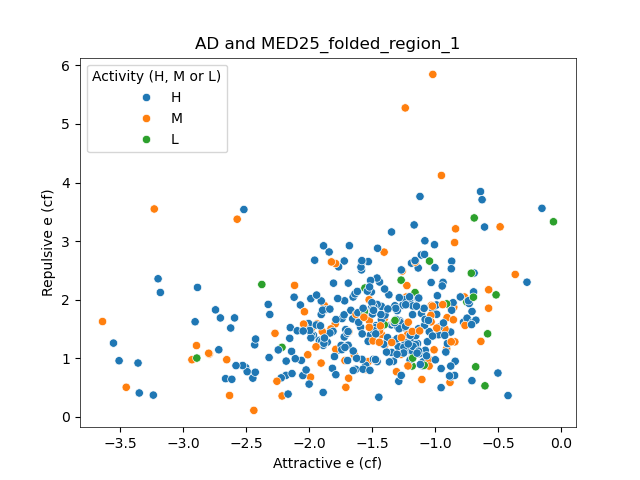 AD and MED25_folded_region_1
Activity (H, M or L)
H
M
L
Repulsive e (cf)
6
5
4
3
2
1
0
−3.5 −3.0 −2.5 −2.0 −1.5 −1.0 −0.5 0.0
Attractive e (cf)